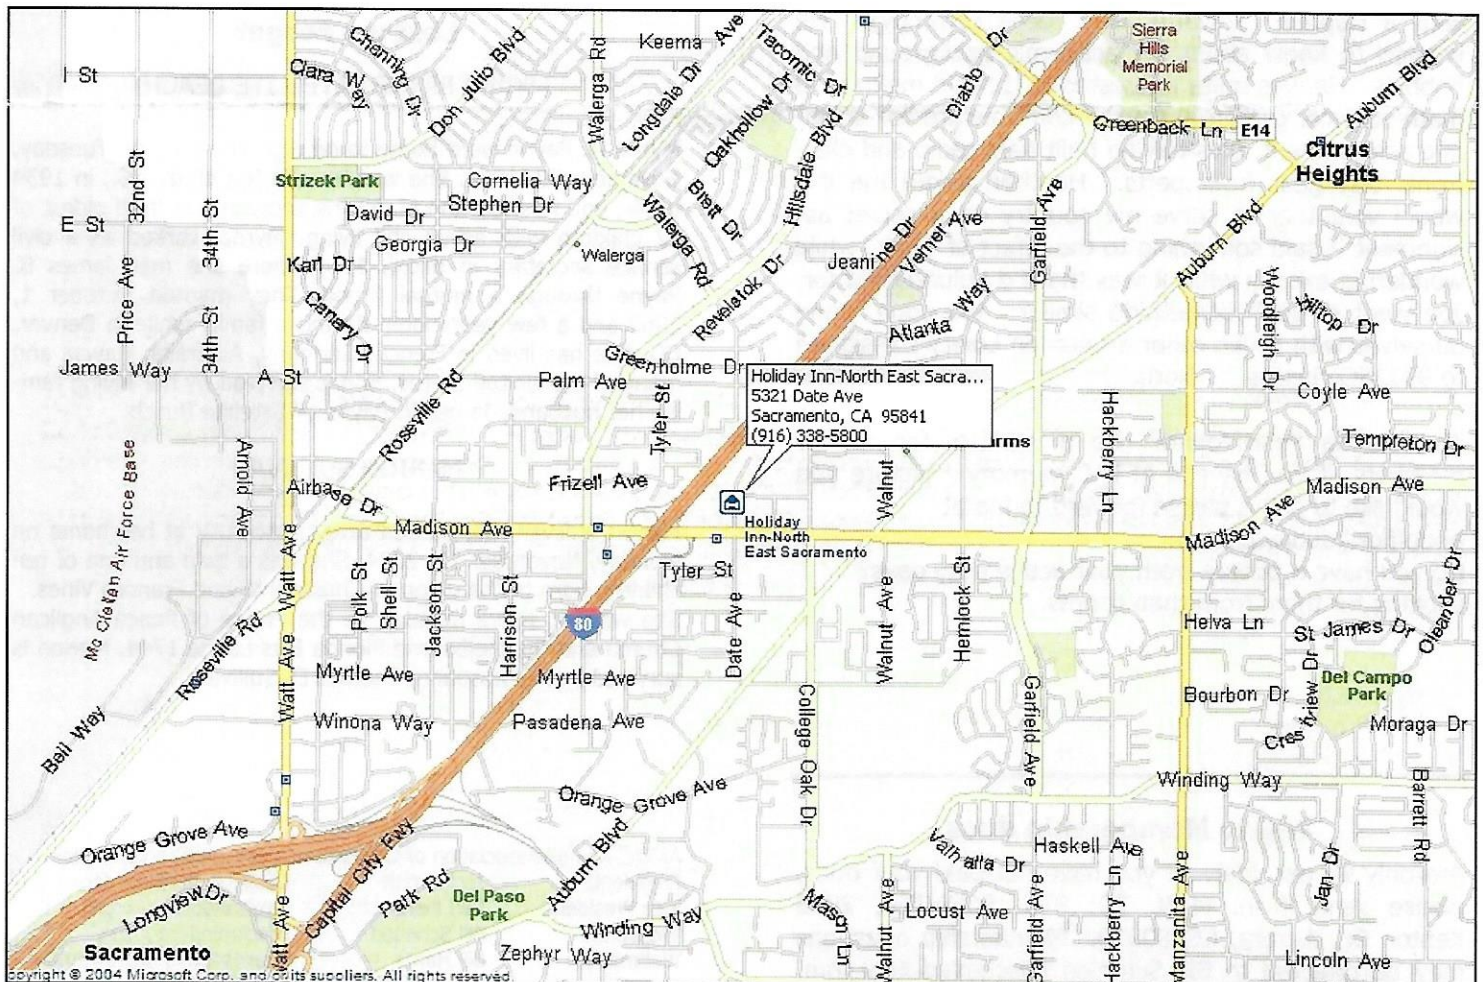 Sierra
Hills
Memorial
Park
Keema
Ave
Tacomic Dr
Dr
Channing Dr
Don Julio Blvd
Walerga Rd
I St
Clara Way
Longdale Dr
Oakhollow Dr
Diablo
Auburn Blvd
Greenback Ln
E14
Citrus
Heights
Hillsdale Blvd
32nd St
Strizek Park
Cornelia Way
Stephen Dr
David Dr
Georgia Dr
Brett Dr
Walerga Rd
Walerga
E St
34th St
Karl Dr
Jeanine Dr
Verner Ave
Garfield Ave
Auburn Blvd
Price Ave
34th St
Canary Dr
Revelstok Dr
Atlanta Way
Woodleigh Dr
Hilltop Dr
James Way
A St
Greenholme Dr
Palm Ave
Tyler St
Roseville Rd
Holiday Inn-North East Sacra...
5321 Date Ave
Sacramento, CA 95841
(916) 338-5800
arms
Hackberry Ln
Coyle Ave
Templeton Dr
Mc Clellan Air Force Base
Arnold Ave
Airbase Dr
Frizell Ave
Walnut
Madison Ave
Madison Ave
Madison Ave
Holiday
Inn-North
East Sacramento
Watt Ave
Tyler St
Polk St
Shell St
Jackson St
Harrison St
80
Date Ave
Walnut Ave
Hemlock St
Helva Ln
St James Dr
Oleander Dr
Roseville Rd
Watt Ave
Myrtle Ave
Myrtle Ave
Bourbon Dr
Crestview Dr
Del Campo
Park
Moraga Dr
Bell Way
Winona Way
Pasadena Ave
College Oak Dr
Garfield Ave
Winding Way
Barrett Rd
Orange Grove Ave
Orange Grove Ave
Auburn Blvd
Capital City Fwy
Valhalla Dr
Haskell Ave
Jan Dr
Longview Dr
Park Rd
Del Paso
Park
Winding Way
Mason Ln
Walnut Ave
Locust Ave
Garfield Ave
Hackberry Ln
Manzanita Ave
Watt Ave
Sacramento
Zephyr Way
Lincoln Ave
opyright © 2004 Microsoft Corp. and/or its suppliers. All rights reserved.